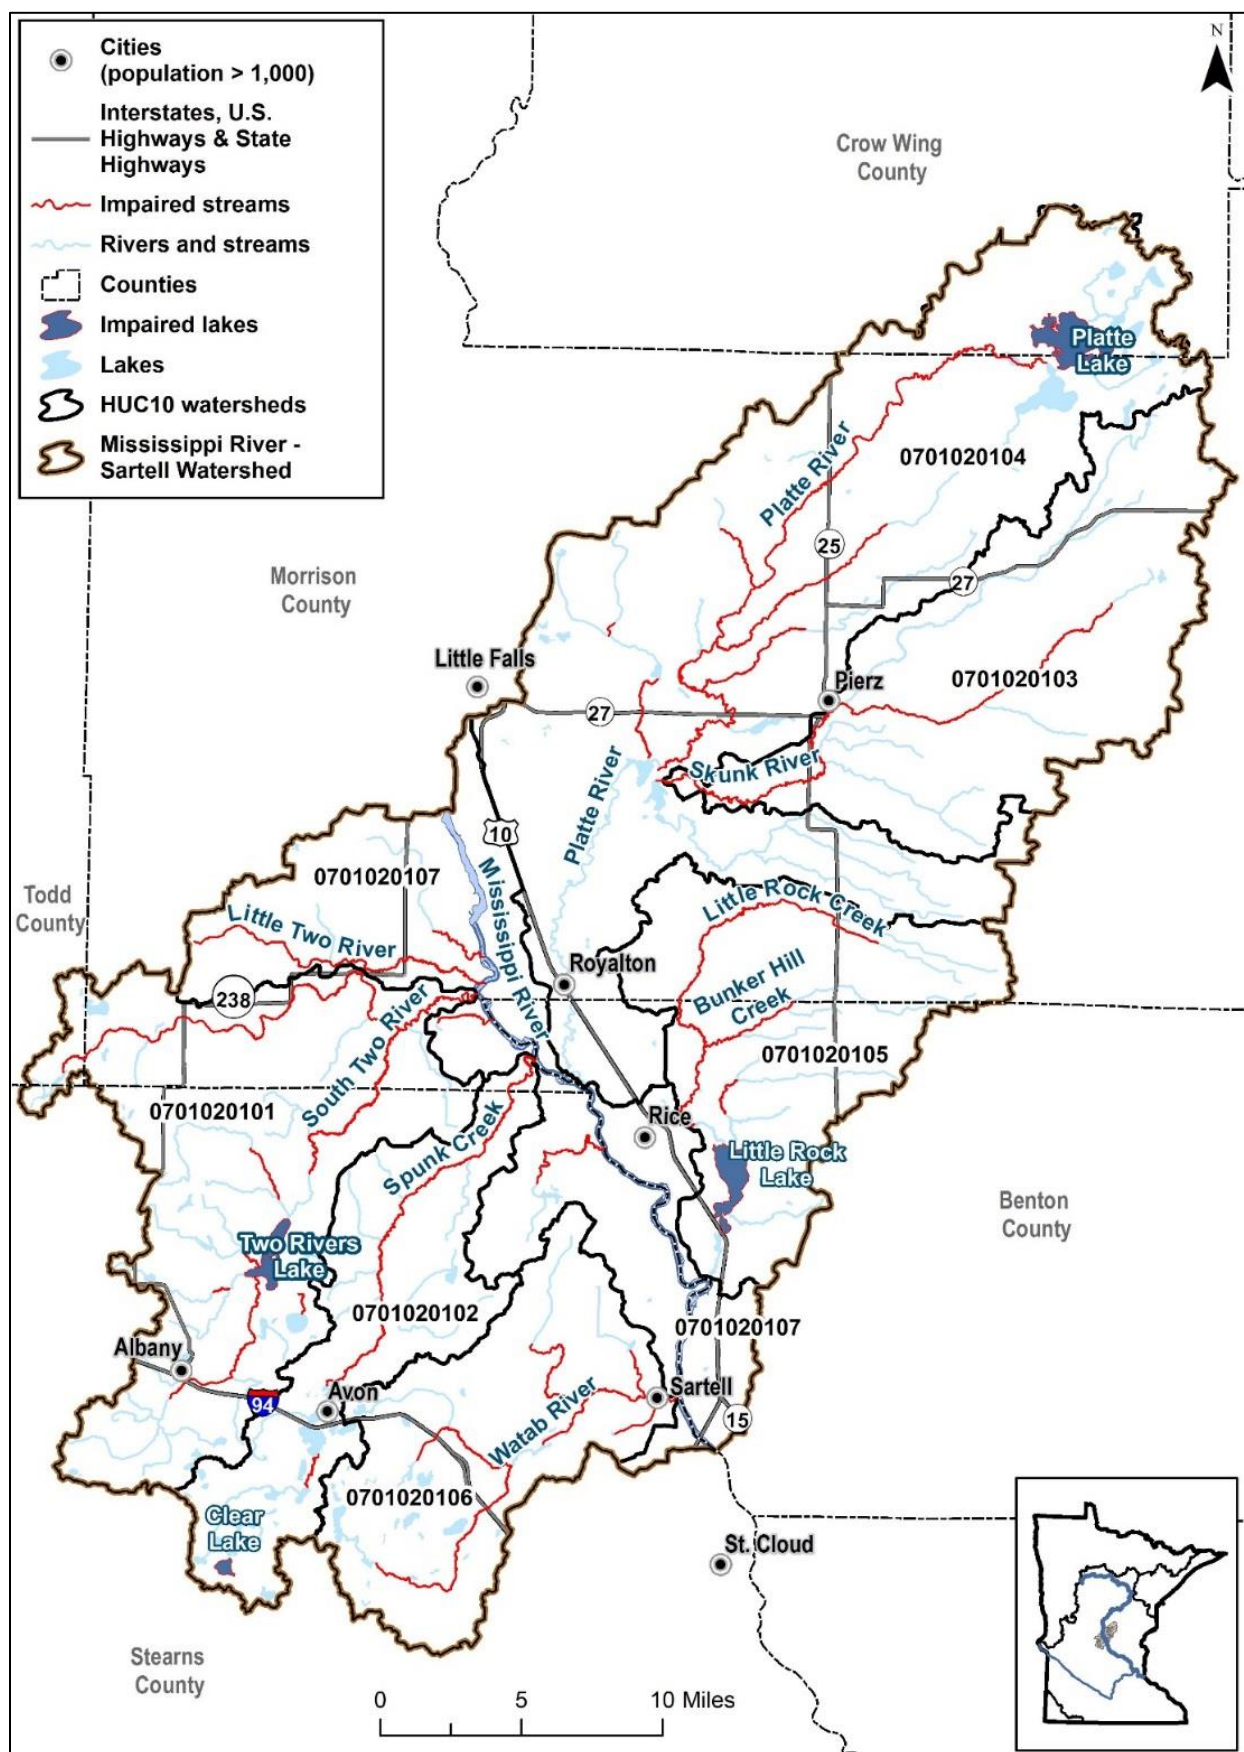 Cities
(population > 1,000)
Interstates, U.S.
Highways & State
Highways
Impaired streams
Rivers and streams
Counties
Impaired lakes
Lakes
HUC10 watersheds
Mississippi River -
Sartell Watershed
N
Crow Wing
County
Platte
Lake
Platte River
0701020104
25
27
Morrison
County
Little Falls
Pierz
0701020103
27
Skunk River
Platte River
10
Mississippi River
0701020107
Todd
County
Little Two River
Little Rock Creek
Royalton
Bunker Hill
Creek
238
South Two River
0701020105
0701020101
Rice
Spunk Creek
Little Rock
Lake
Benton
County
Two Rivers
Lake
0701020102
0701020107
Albany
Avon
94
Sartell
15
Watab River
0701020106
Clear
Lake
St. Cloud
Stearns
County
0 5 10 Miles